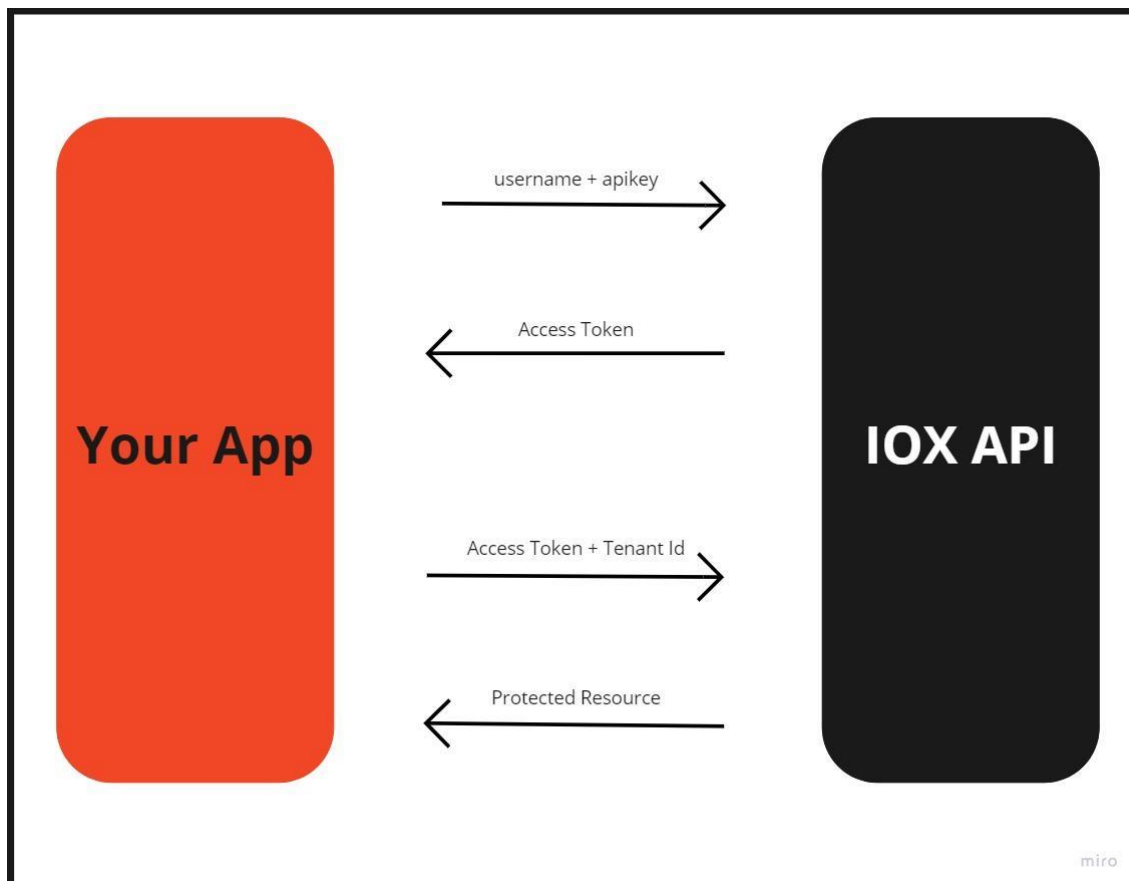 username + apikey
Access Token
Your App
IOX API
Access Token + Tenant Id
Protected Resource
miro